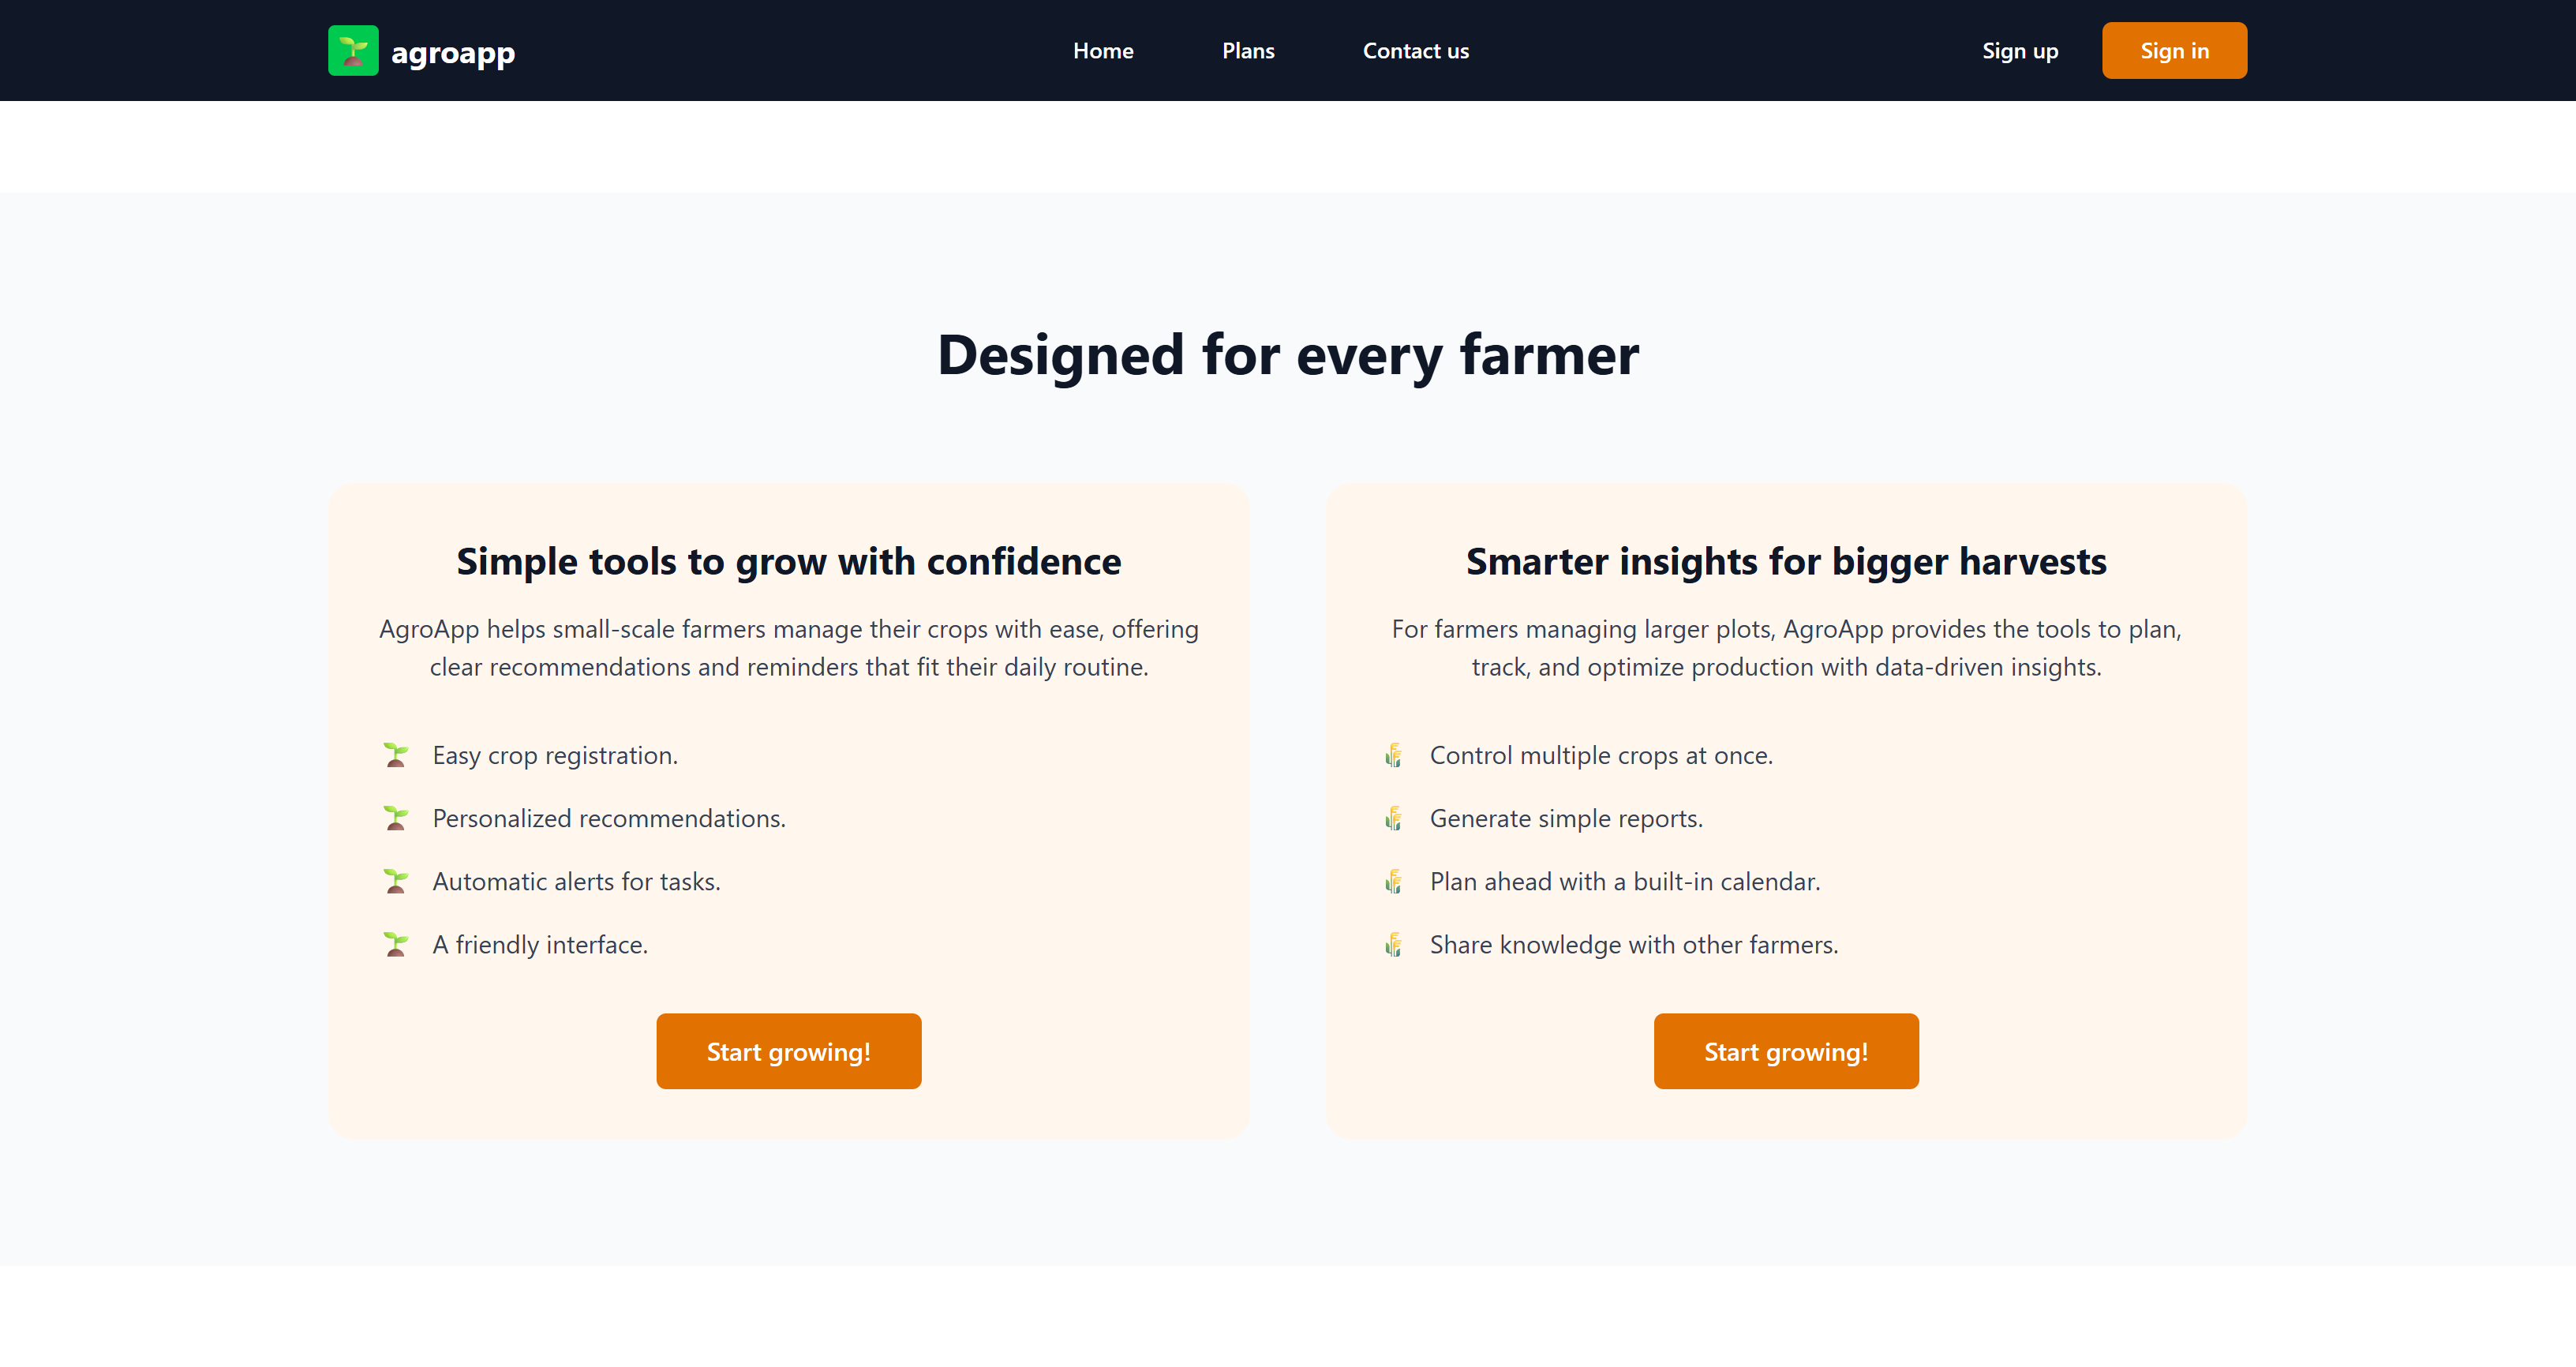 agroapp
Home
Plans
Contact us
Sign up
Sign in
Designed for every farmer
Simple tools to grow with confidence
AgroApp helps small-scale farmers manage their crops with ease, offering
clear recommendations and reminders that fit their daily routine.
Easy crop registration.
Personalized recommendations.
Automatic alerts for tasks.
A friendly interface.
Start growing!
Smarter insights for bigger harvests
For farmers managing larger plots, AgroApp provides the tools to plan,
track, and optimize production with data-driven insights.
Control multiple crops at once.
Generate simple reports.
Plan ahead with a built-in calendar.
Share knowledge with other farmers.
Start growing!